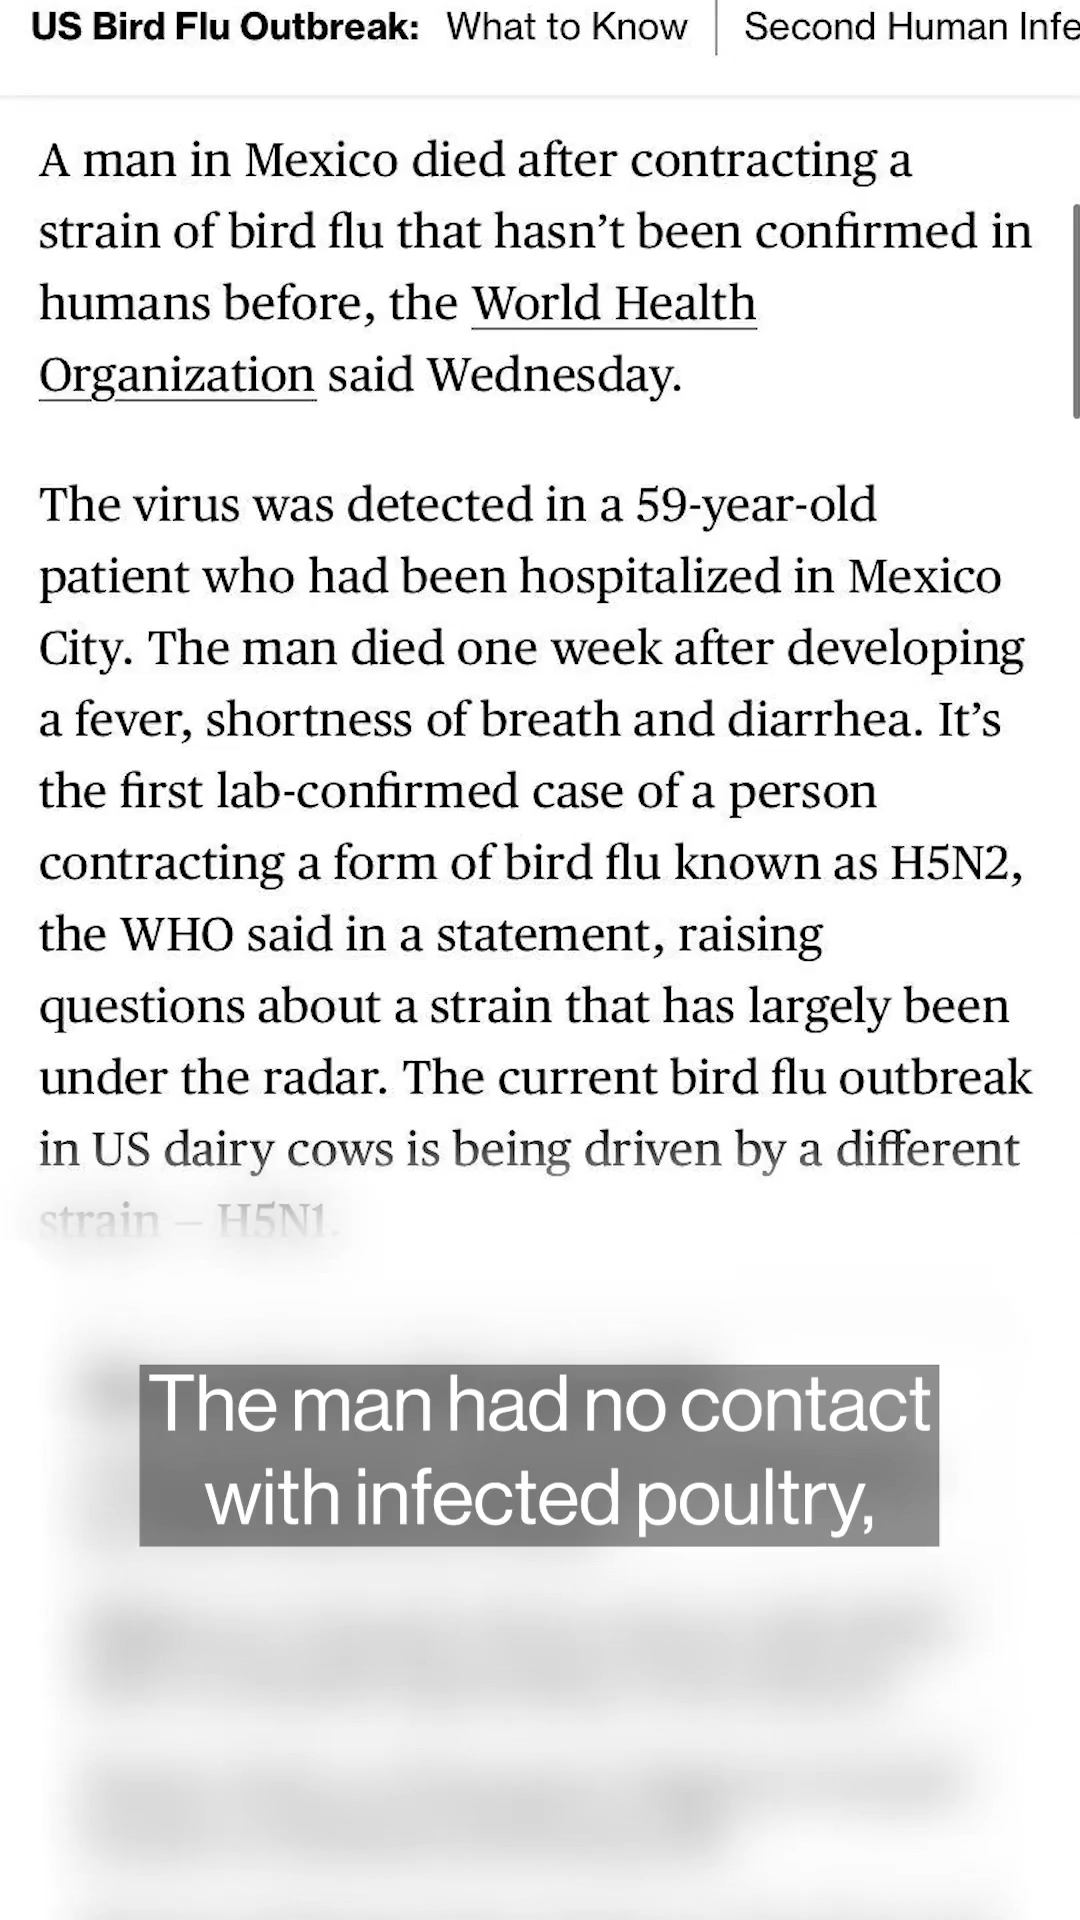 US Bird Flu Outbreak: What to Know | Second Human Infe
A man in Mexico died after contracting a
strain of bird flu that hasn’t been confirmed in
humans before, the World Health
Organization said Wednesday.
The virus was detected in a 59-year-old
patient who had been hospitalized in Mexico
City. The man died one week after developing
a fever, shortness of breath and diarrhea. It’s
the first lab-confirmed case of a person
contracting a form of bird flu known as H5N2,
the WHO said in a statement, raising
questions about a strain that has largely been
under the radar. The current bird flu outbreak
in US dairy cows is being driven by a different
strain — H5N1.
The man had no contact
with infected poultry,